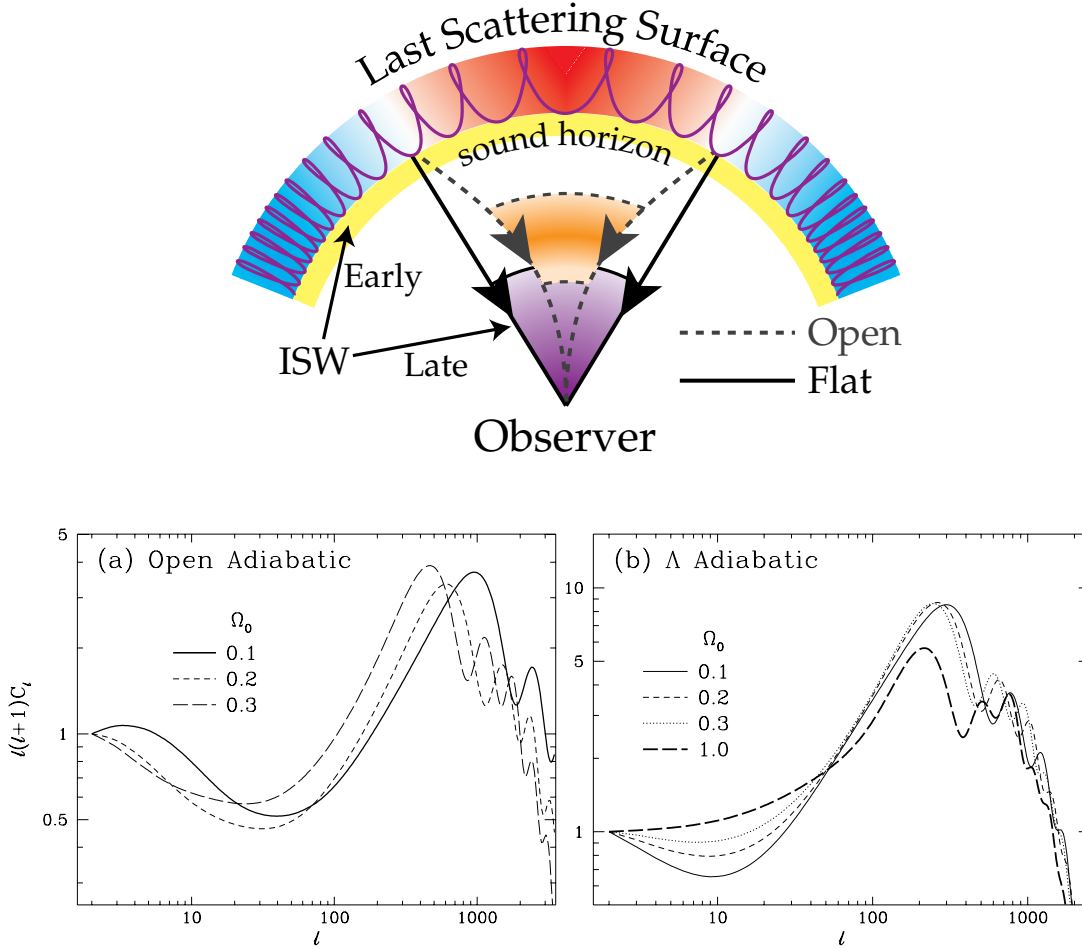 Last Scattering Surface
sound horizon
Early
ISW
Late
Open
Flat
Observer
(a) Open Adiabatic
Ω₀
0.1
0.2
0.3
5
1
0.5
ℓ(ℓ+1)Cℓ
10
100
1000
ℓ
(b) Λ Adiabatic
Ω₀
0.1
0.2
0.3
1.0
10
5
1
10
100
1000
ℓ